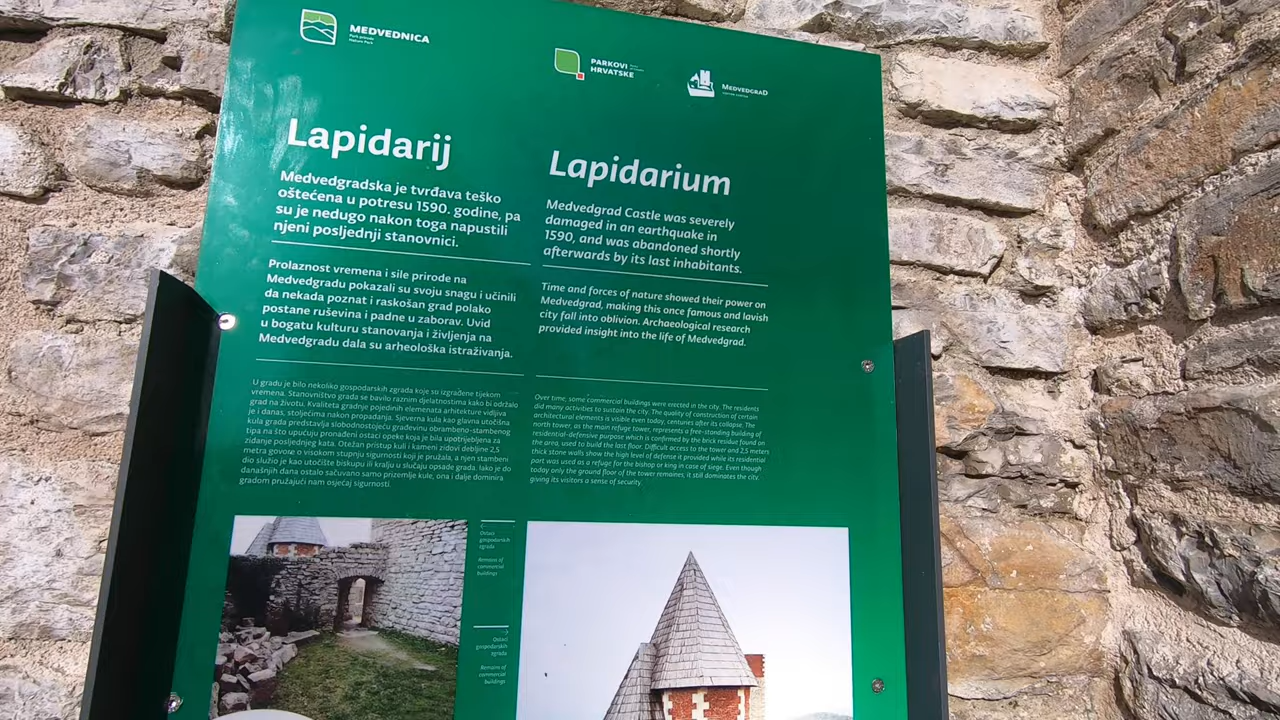 MEDVEDNICA
Park prirode
Nature Park
PARKOVI
HRVATSKE
MEDVEDGRAD
Lapidarij
Medvedgradska je tvrđava teško
oštećena u potresu 1590. godine, pa
su je nedugo nakon toga napustili
njeni posljednji stanovnici.
Prolaznost vremena i sile prirode na
Medvedgradu pokazali su svoju snagu i učinili
da nekada poznat i raskošan grad polako
postane ruševina i padne u zaborav. Uvid
u bogatu kulturu stanovanja i življenja na
Medvedgradu dala su arheološka istraživanja.
U gradu je bilo nekoliko gospodarskih zgrada koje su izgrađene tijekom
vremena. Stanovništvo grada se bavilo raznim djelatnostima kako bi održalo
grad na životu. Kvaliteta gradnje pojedinih elemenata arhitekture vidljiva
je i danas, stoljećima nakon propadanja. Sjeverna kula kao glavna utočišna
kula grada predstavlja slobodnostojeću građevinu obrambeno-stambenog
tipa na što upućuju pronađeni ostaci opeke koja je bila upotrijebljena za
zidanje posljednjeg kata. Otežan pristup kuli i kameni zidovi debljine 2,5
metra govore o visokom stupnju sigurnosti koji je pružala, a njen stambeni
dio služio je kao utočište biskupu ili kralju u slučaju opsade grada. Iako je do
današnjih dana ostalo sačuvano samo prizemlje kule, ona i dalje dominira
gradom pružajući nam osjećaj sigurnosti.
Lapidarium
Medvedgrad Castle was severely
damaged in an earthquake in
1590, and was abandoned shortly
afterwards by its last inhabitants.
Time and forces of nature showed their power on
Medvedgrad, making this once famous and lavish
city fall into oblivion. Archaeological research
provided insight into the life of Medvedgrad.
Over time, some commercial buildings were erected in the city. The residents
did many activities to sustain the city. The quality of construction of certain
architectural elements is visible even today, centuries after its collapse. The
north tower, as the main refuge tower, represents a free-standing building of
residential-defensive purpose which is confirmed by the brick residue found on
the area, used to build the last floor. Difficult access to the tower and 2,5 meters
thick stone walls show the high level of defense it provided while its residential
part was used as a refuge for the bishop or king in case of siege. Even though
today only the ground floor of the tower remaines, it still dominates the city,
giving its visitors a sense of security.
Ostaci
gospodarskih
zgrada
Remains of
commercial
buildings
Ostaci
gospodarskih
zgrada
Remains of
commercial
buildings